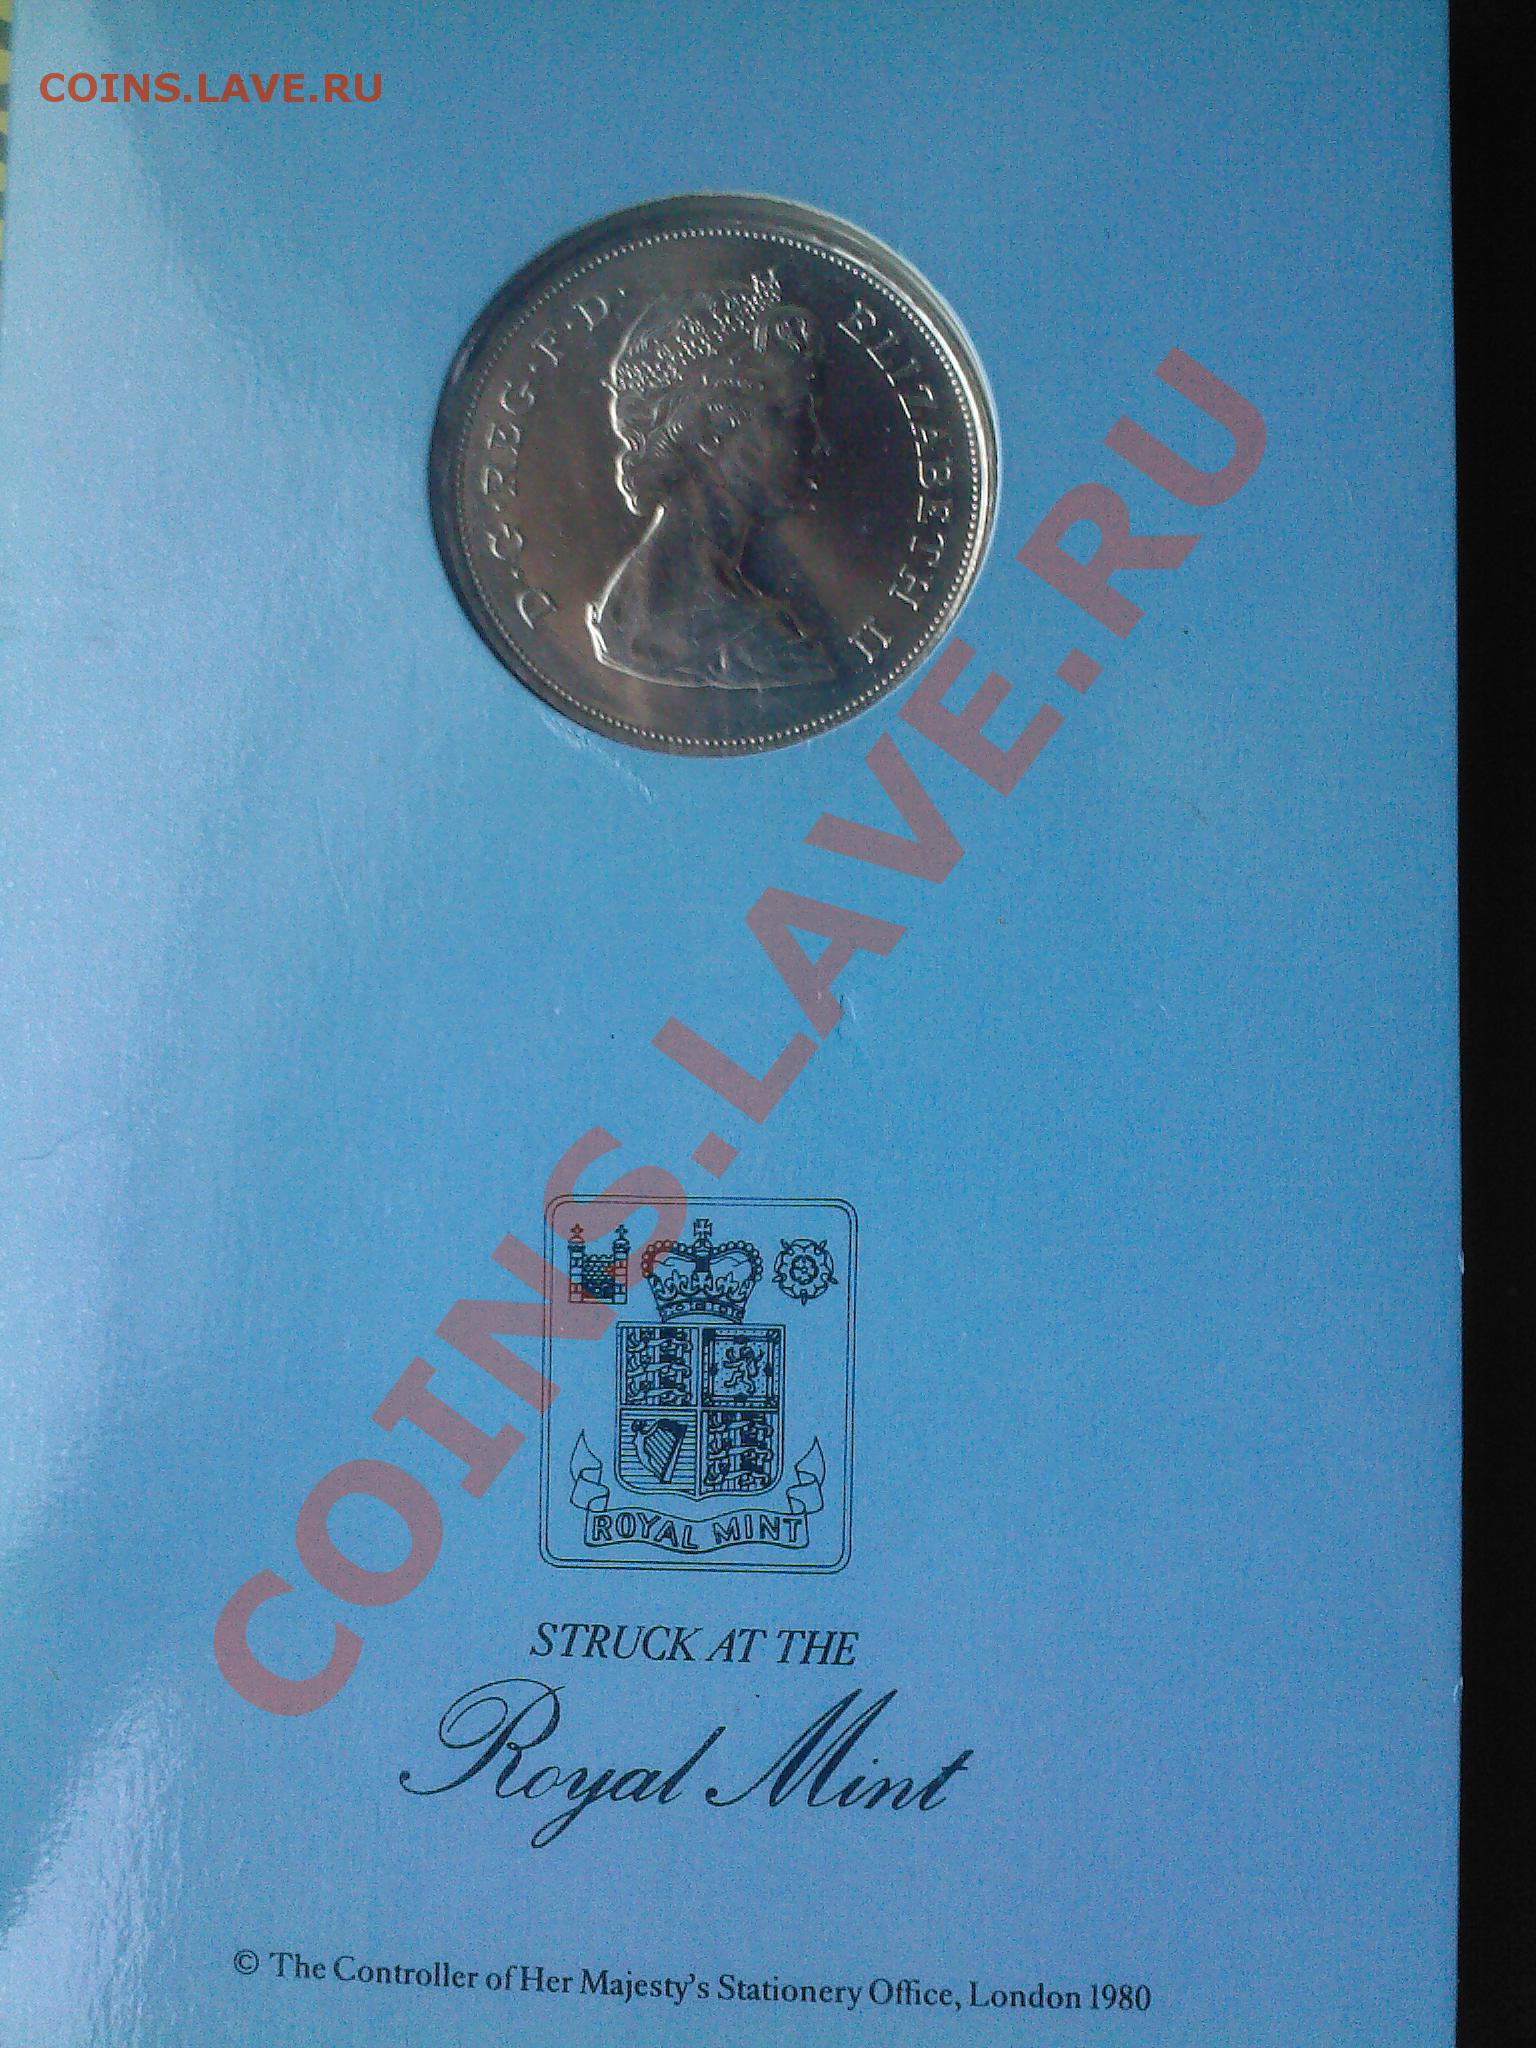 COINS.LAVE.RU
D·G·REG·F·D· ELIZABETH II
COINS.LAVE.RU
ROYAL MINT
STRUCK AT THE
Royal Mint
© The Controller of Her Majesty's Stationery Office, London 1980